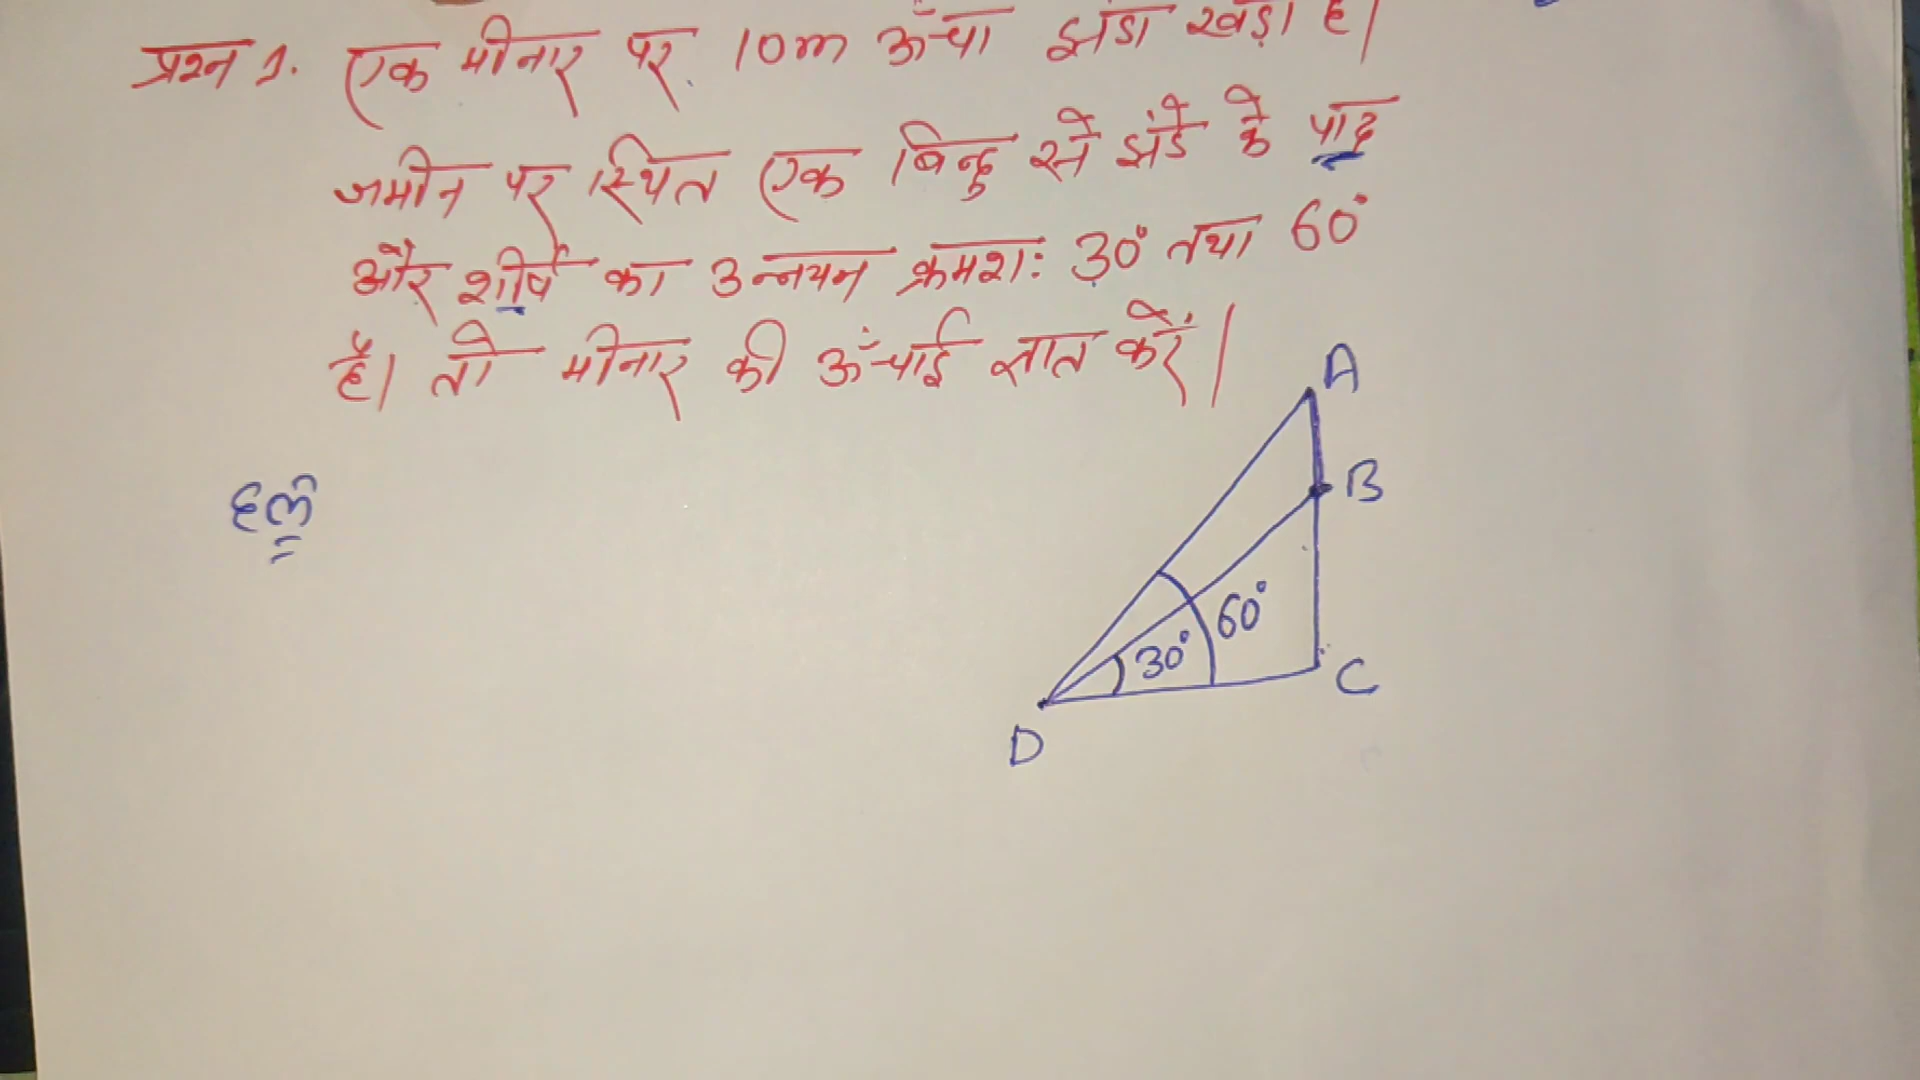 प्रश्न 1. एक मीनार पर 10m ऊँचा झंडा खड़ा है।
जमीन पर स्थित एक बिन्दु से झंडे के पाद
और शीर्ष का उन्नयन क्रमश: 30° तथा 60°
है। तो मीनार की ऊँचाई ज्ञात करें।
A
हल
B
60°
30°
C
D